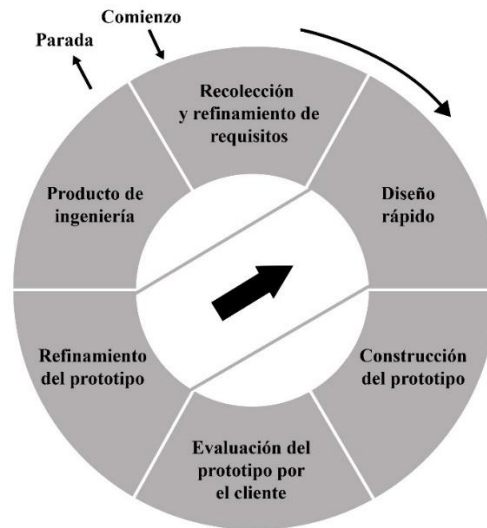 Comienzo
Parada
Recolección
y refinamiento de
requisitos
Diseño
rápido
Construcción
del prototipo
Evaluación del
prototipo por
el cliente
Refinamiento
del prototipo
Producto de
ingeniería